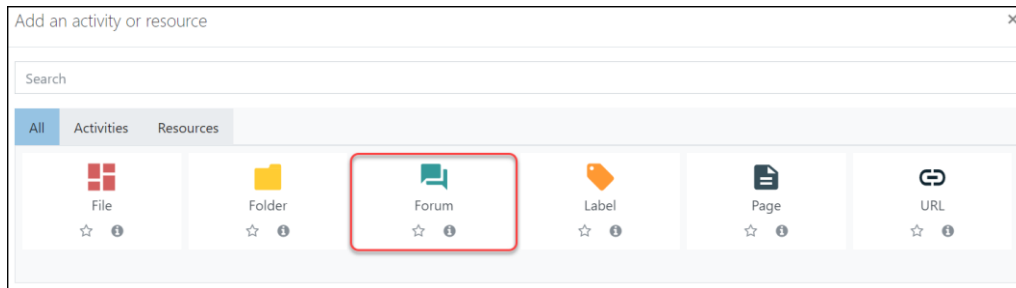 Add an activity or resource
Search
All Activities Resources
File Folder Forum Label Page URL